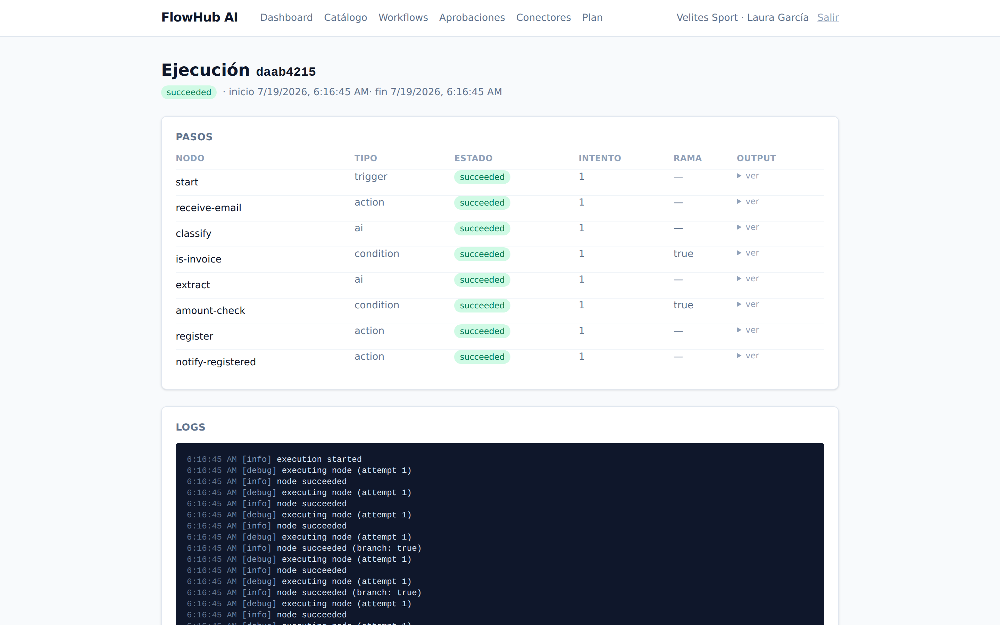 FlowHub AI Dashboard Catálogo Workflows Aprobaciones Conectores Plan Velites Sport · Laura García Salir
Ejecución daab4215
succeeded · inicio 7/19/2026, 6:16:45 AM· fin 7/19/2026, 6:16:45 AM
PASOS
NODO TIPO ESTADO INTENTO RAMA OUTPUT
start trigger succeeded 1 — ▶ ver
receive-email action succeeded 1 — ▶ ver
classify ai succeeded 1 — ▶ ver
is-invoice condition succeeded 1 true ▶ ver
extract ai succeeded 1 — ▶ ver
amount-check condition succeeded 1 true ▶ ver
register action succeeded 1 — ▶ ver
notify-registered action succeeded 1 — ▶ ver
LOGS
6:16:45 AM [info] execution started
6:16:45 AM [debug] executing node (attempt 1)
6:16:45 AM [info] node succeeded
6:16:45 AM [debug] executing node (attempt 1)
6:16:45 AM [info] node succeeded
6:16:45 AM [debug] executing node (attempt 1)
6:16:45 AM [info] node succeeded
6:16:45 AM [debug] executing node (attempt 1)
6:16:45 AM [info] node succeeded (branch: true)
6:16:45 AM [debug] executing node (attempt 1)
6:16:45 AM [info] node succeeded
6:16:45 AM [debug] executing node (attempt 1)
6:16:45 AM [info] node succeeded (branch: true)
6:16:45 AM [debug] executing node (attempt 1)
6:16:45 AM [info] node succeeded
6:16:45 AM [debug] executing node (attempt 1)